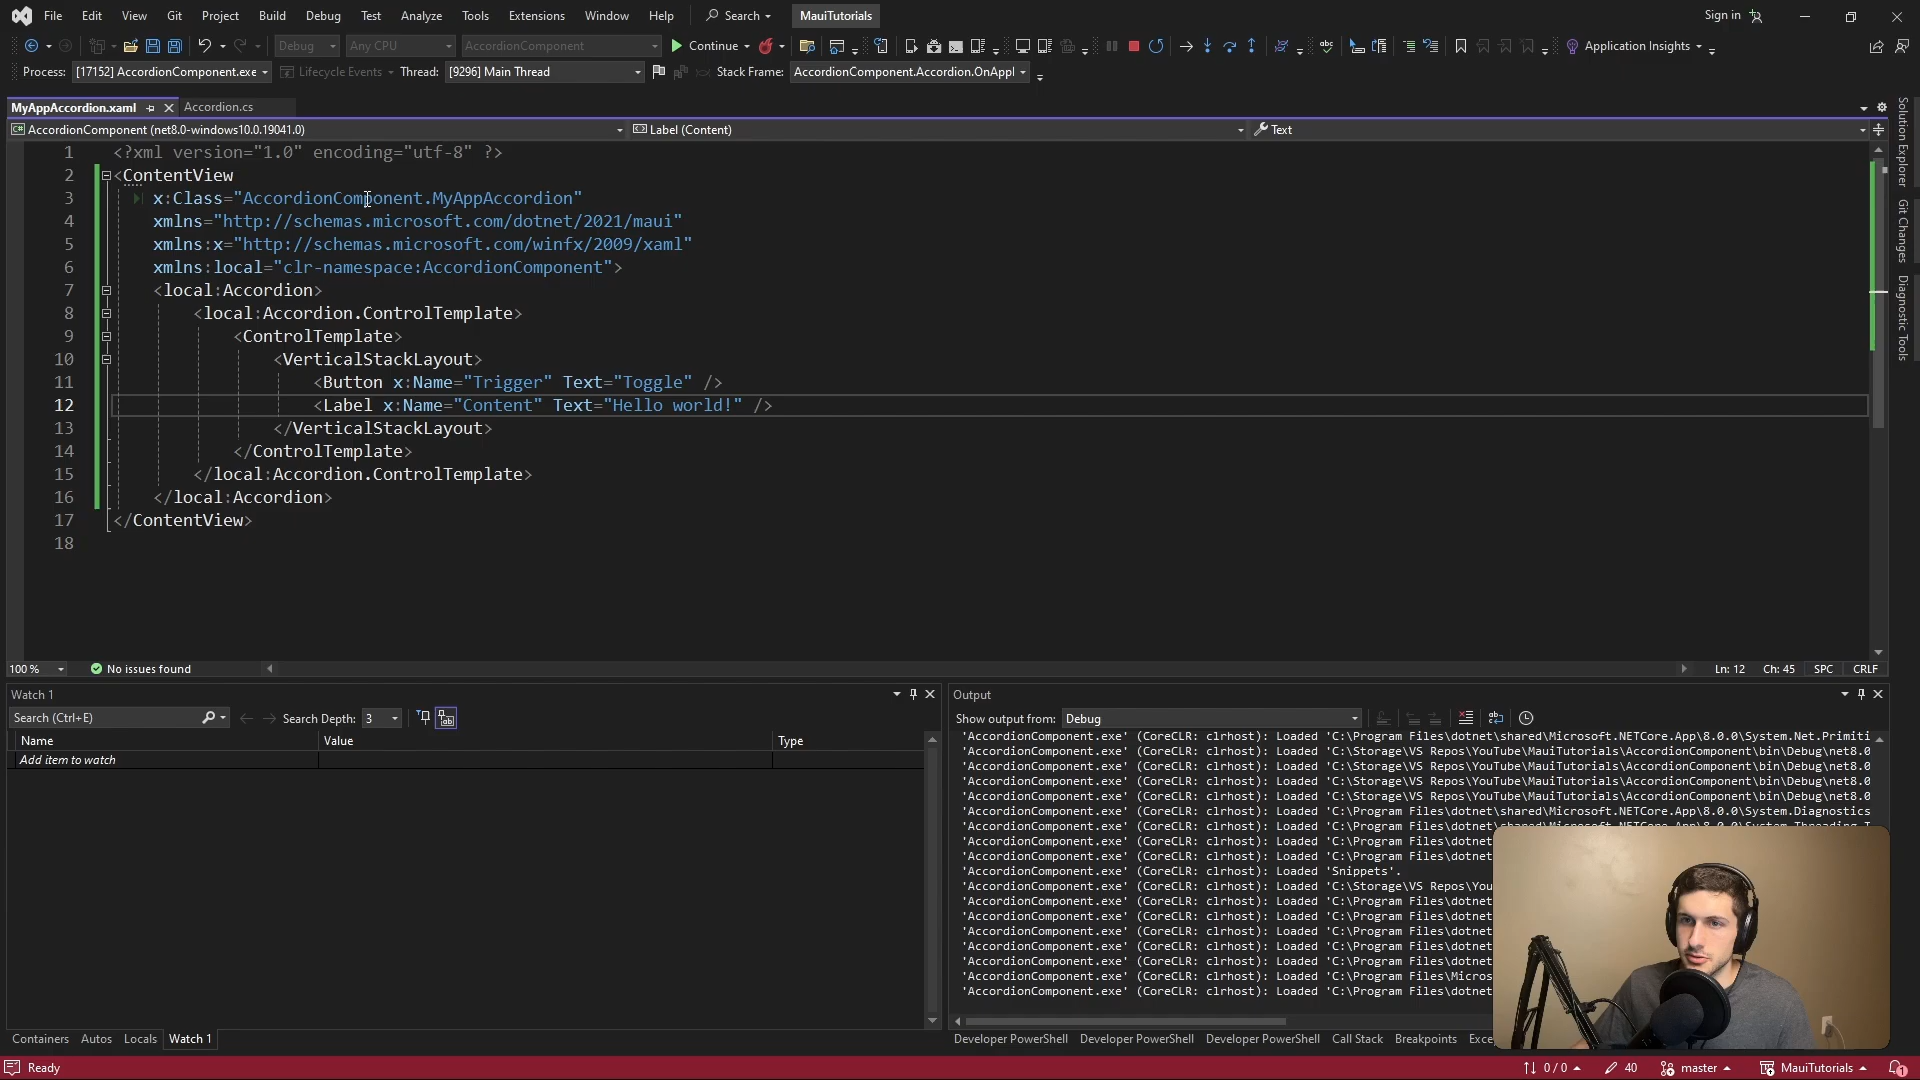 File Edit View Git Project Build Debug Test Analyze Tools Extensions Window Help Search MauiTutorials Sign in
Debug Any CPU AccordionComponent Continue Application Insights
Process: [17152] AccordionComponent.exe Lifecycle Events Thread: [9296] Main Thread Stack Frame: AccordionComponent.Accordion.OnAppl
MyAppAccordion.xaml Accordion.cs
AccordionComponent (net8.0-windows10.0.19041.0) Label (Content) Text
1 <?xml version="1.0" encoding="utf-8" ?>
2 <ContentView
3 x:Class="AccordionComponent.MyAppAccordion"
4 xmlns="http://schemas.microsoft.com/dotnet/2021/maui"
5 xmlns:x="http://schemas.microsoft.com/winfx/2009/xaml"
6 xmlns:local="clr-namespace:AccordionComponent">
7 <local:Accordion>
8 <local:Accordion.ControlTemplate>
9 <ControlTemplate>
10 <VerticalStackLayout>
11 <Button x:Name="Trigger" Text="Toggle" />
12 <Label x:Name="Content" Text="Hello world!" />
13 </VerticalStackLayout>
14 </ControlTemplate>
15 </local:Accordion.ControlTemplate>
16 </local:Accordion>
17 </ContentView>
18
Solution Explorer
Git Changes
Diagnostic Tools
100 % No issues found Ln: 12 Ch: 45 SPC CRLF
Watch 1
Search (Ctrl+E) Search Depth: 3
Name Value Type
Add item to watch
Containers Autos Locals Watch 1
Output
Show output from: Debug
'AccordionComponent.exe' (CoreCLR: clrhost): Loaded 'C:\Program Files\dotnet\shared\Microsoft.NETCore.App\8.0.0\System.Net.Primiti
'AccordionComponent.exe' (CoreCLR: clrhost): Loaded 'C:\Storage\VS Repos\YouTube\MauiTutorials\AccordionComponent\bin\Debug\net8.0
'AccordionComponent.exe' (CoreCLR: clrhost): Loaded 'C:\Storage\VS Repos\YouTube\MauiTutorials\AccordionComponent\bin\Debug\net8.0
'AccordionComponent.exe' (CoreCLR: clrhost): Loaded 'C:\Storage\VS Repos\YouTube\MauiTutorials\AccordionComponent\bin\Debug\net8.0
'AccordionComponent.exe' (CoreCLR: clrhost): Loaded 'C:\Storage\VS Repos\YouTube\MauiTutorials\AccordionComponent\bin\Debug\net8.0
'AccordionComponent.exe' (CoreCLR: clrhost): Loaded 'C:\Program Files\dotnet\shared\Microsoft.NETCore.App\8.0.0\System.Diagnostics
'AccordionComponent.exe' (CoreCLR: clrhost): Loaded 'C:\Program Files\dotnet\shared\Microsoft.NETCore.App\8.0.0\System.Threading.T
'AccordionComponent.exe' (CoreCLR: clrhost): Loaded 'C:\Program Files\dotnet
'AccordionComponent.exe' (CoreCLR: clrhost): Loaded 'C:\Program Files\dotnet
'AccordionComponent.exe' (CoreCLR: clrhost): Loaded 'Snippets'.
'AccordionComponent.exe' (CoreCLR: clrhost): Loaded 'C:\Storage\VS Repos\You
'AccordionComponent.exe' (CoreCLR: clrhost): Loaded 'C:\Program Files\dotnet
'AccordionComponent.exe' (CoreCLR: clrhost): Loaded 'C:\Program Files\dotnet
'AccordionComponent.exe' (CoreCLR: clrhost): Loaded 'C:\Program Files\dotnet
'AccordionComponent.exe' (CoreCLR: clrhost): Loaded 'C:\Program Files\dotnet
'AccordionComponent.exe' (CoreCLR: clrhost): Loaded 'C:\Program Files\dotnet
'AccordionComponent.exe' (CoreCLR: clrhost): Loaded 'C:\Program Files\Micros
'AccordionComponent.exe' (CoreCLR: clrhost): Loaded 'C:\Program Files\dotnet
Developer PowerShell Developer PowerShell Developer PowerShell Call Stack Breakpoints Exce
Ready 0 / 0 40 master MauiTutorials 1